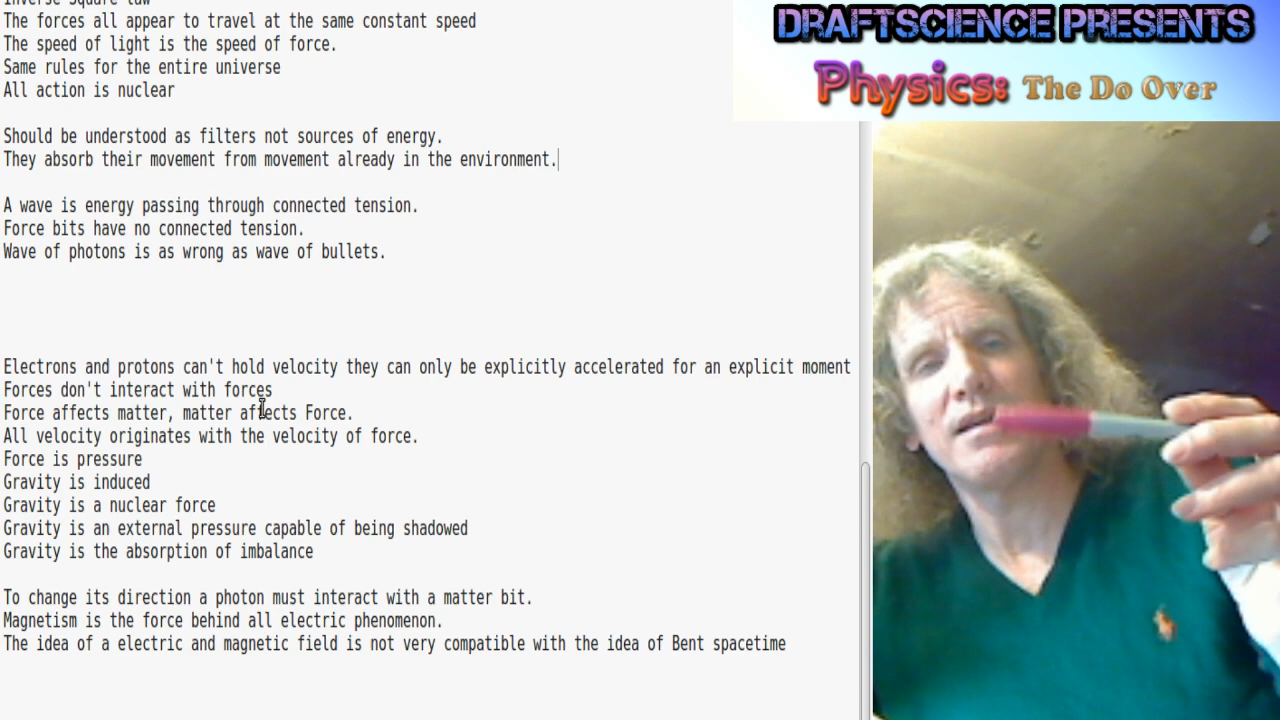 Inverse Square law
The forces all appear to travel at the same constant speed
The speed of light is the speed of force.
Same rules for the entire universe
All action is nuclear
Should be understood as filters not sources of energy.
They absorb their movement from movement already in the environment.
A wave is energy passing through connected tension.
Force bits have no connected tension.
Wave of photons is as wrong as wave of bullets.
Electrons and protons can't hold velocity they can only be explicitly accelerated for an explicit moment
Forces don't interact with forces
Force affects matter, matter affects Force.
All velocity originates with the velocity of force.
Force is pressure
Gravity is induced
Gravity is a nuclear force
Gravity is an external pressure capable of being shadowed
Gravity is the absorption of imbalance
To change its direction a photon must interact with a matter bit.
Magnetism is the force behind all electric phenomenon.
The idea of a electric and magnetic field is not very compatible with the idea of Bent spacetime
DRAFTSCIENCE PRESENTS
Physics: The Do Over